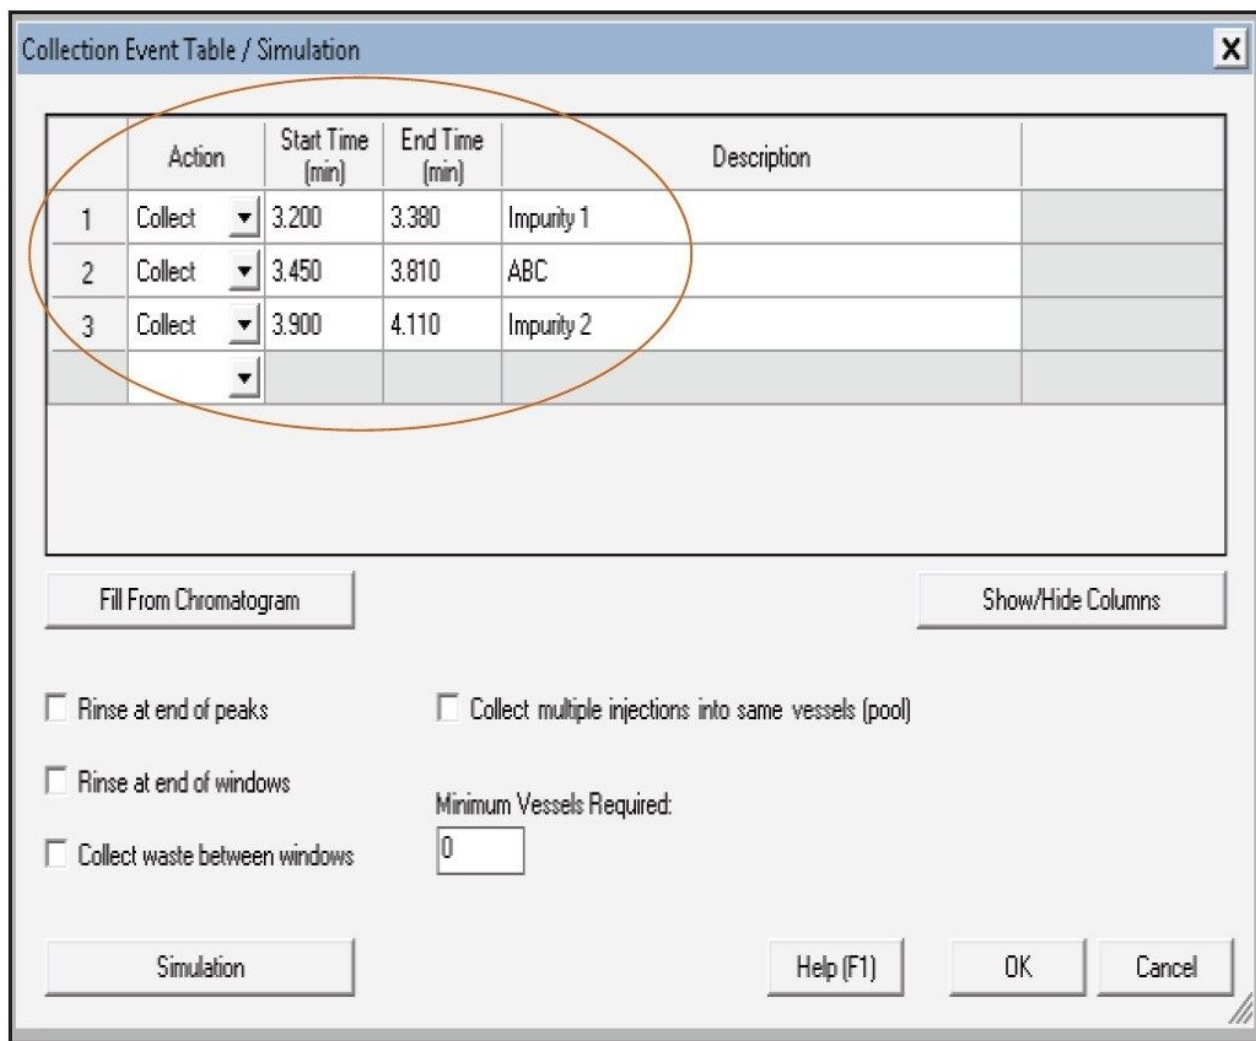 Collection Event Table / Simulation
X
Action Start Time (min) End Time (min) Description
1 Collect 3.200 3.380 Impurity 1
2 Collect 3.450 3.810 ABC
3 Collect 3.900 4.110 Impurity 2
Fill From Chromatogram Show/Hide Columns
Rinse at end of peaks Collect multiple injections into same vessels (pool)
Rinse at end of windows
Minimum Vessels Required:
Collect waste between windows 0
Simulation Help (F1) OK Cancel